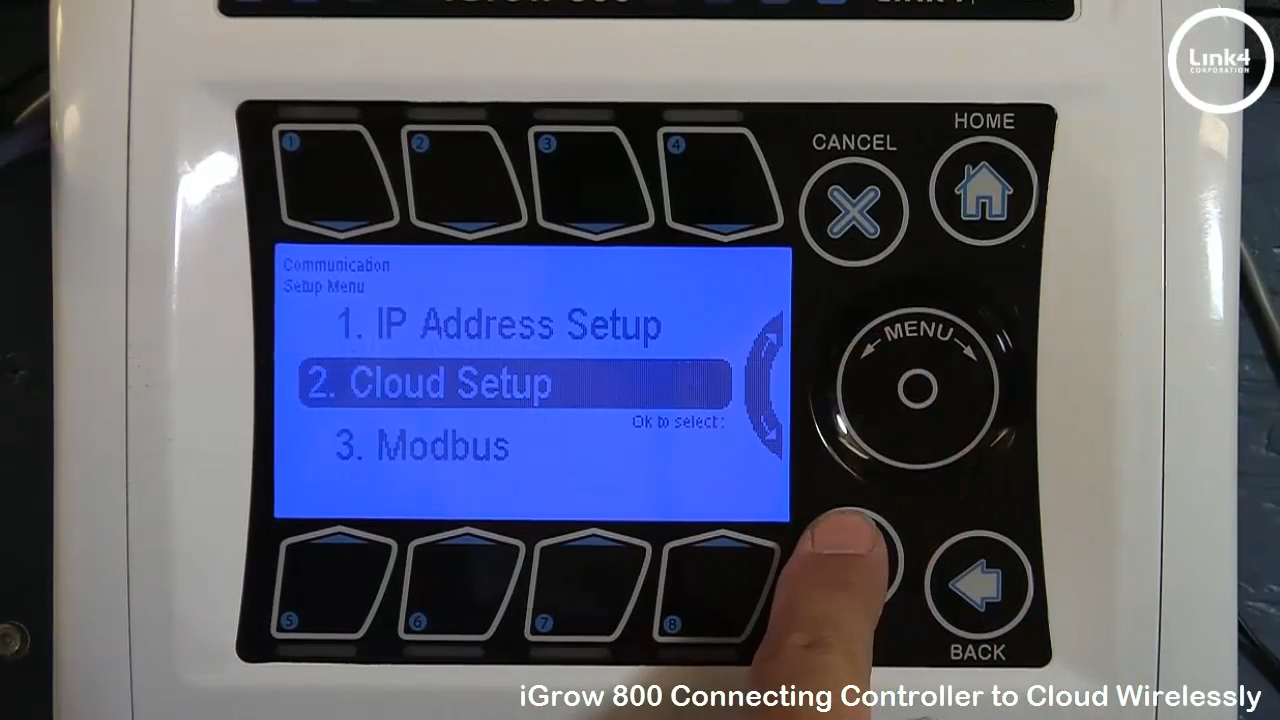 Link4
CORPORATION
HOME
CANCEL
1
2
3
4
Communication
Setup Menu
1. IP Address Setup
MENU
2. Cloud Setup
Ok to select:
3. Modbus
5
6
7
8
BACK
iGrow 800 Connecting Controller to Cloud Wirelessly